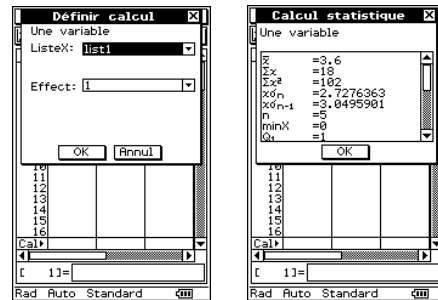 Définir calcul
Une variable
ListeX: list1
Effect: 1
OK Annul
10
11
12
13
14
15
16
Cal
[ 1]=
Rad Auto Standard
Calcul statistique
Une variable
x̄ =3.6
Σx =18
Σx² =102
xσn =2.7276363
xσn-1 =3.0495901
n =5
minX =0
Q₁ =1
OK
10
11
12
13
14
15
16
Cal
[ 1]=
Rad Auto Standard